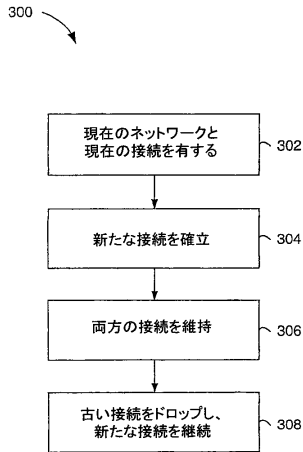 300
現在のネットワークと
現在の接続を有する
302
新たな接続を確立
304
両方の接続を維持
306
古い接続をドロップし、
新たな接続を継続
308